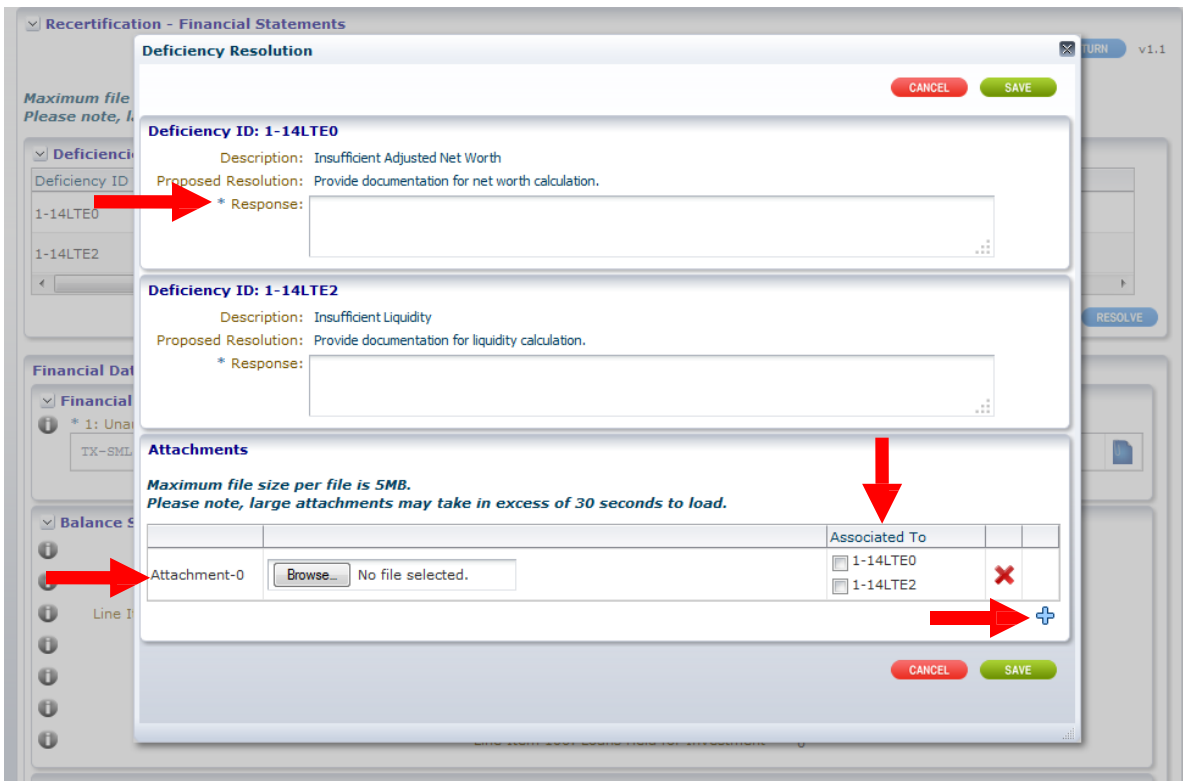 Recertification - Financial Statements
TURN v1.1
Maximum file
Please note, l
Deficienci
Deficiency ID
1-14LTE0
1-14LTE2
RESOLVE
Financial Dat
Financial
* 1: Unau
TX-SML
Balance S
Line I
Deficiency Resolution
CANCEL SAVE
Deficiency ID: 1-14LTE0
Description: Insufficient Adjusted Net Worth
Proposed Resolution: Provide documentation for net worth calculation.
* Response:
Deficiency ID: 1-14LTE2
Description: Insufficient Liquidity
Proposed Resolution: Provide documentation for liquidity calculation.
* Response:
Attachments
Maximum file size per file is 5MB.
Please note, large attachments may take in excess of 30 seconds to load.
Associated To
Attachment-0 Browse... No file selected.
1-14LTE0
1-14LTE2
CANCEL SAVE